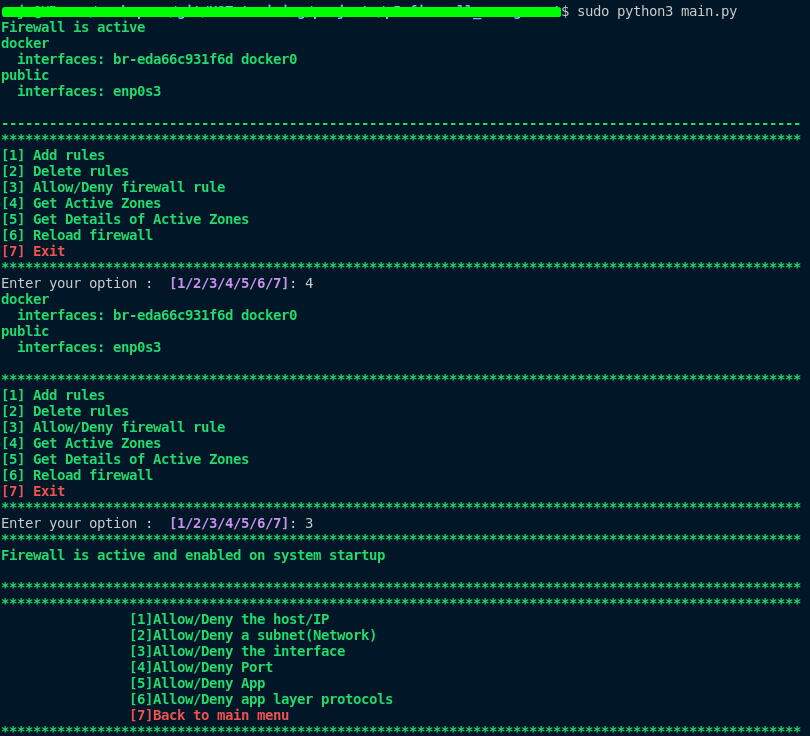 $ sudo python3 main.py
Firewall is active
docker
  interfaces: br-eda66c931f6d docker0
public
  interfaces: enp0s3
----------------------------------------------------------------------------------------------------
****************************************************************************************************
[1] Add rules
[2] Delete rules
[3] Allow/Deny firewall rule
[4] Get Active Zones
[5] Get Details of Active Zones
[6] Reload firewall
[7] Exit
****************************************************************************************************
Enter your option :  [1/2/3/4/5/6/7]: 4
docker
  interfaces: br-eda66c931f6d docker0
public
  interfaces: enp0s3
****************************************************************************************************
[1] Add rules
[2] Delete rules
[3] Allow/Deny firewall rule
[4] Get Active Zones
[5] Get Details of Active Zones
[6] Reload firewall
[7] Exit
****************************************************************************************************
Enter your option :  [1/2/3/4/5/6/7]: 3
****************************************************************************************************
Firewall is active and enabled on system startup
****************************************************************************************************
****************************************************************************************************
                [1]Allow/Deny the host/IP
                [2]Allow/Deny a subnet(Network)
                [3]Allow/Deny the interface
                [4]Allow/Deny Port
                [5]Allow/Deny App
                [6]Allow/Deny app layer protocols
                [7]Back to main menu
****************************************************************************************************